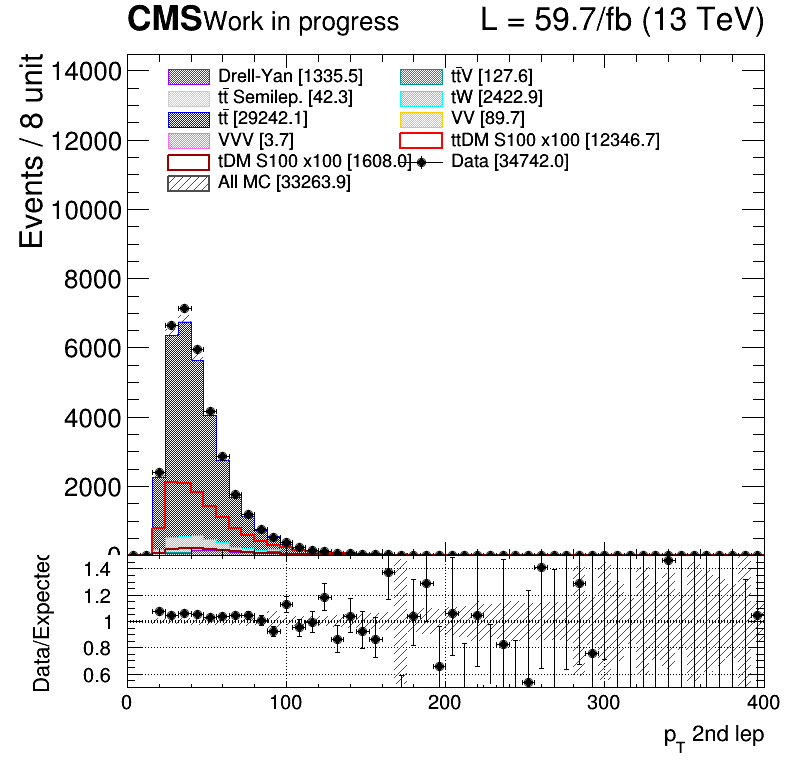 CMS Work in progress L = 59.7/fb (13 TeV)
Events / 8 unit
14000
12000
10000
8000
6000
4000
2000
0
Drell-Yan [1335.5] tt̄V [127.6]
tt̄ Semilep. [42.3] tW [2422.9]
tt̄ [29242.1] VV [89.7]
VVV [3.7] ttDM S100 x100 [12346.7]
tDM S100 x100 [1608.0] Data [34742.0]
All MC [33263.9]
Data/Expected
1.4
1.2
1
0.8
0.6
0 100 200 300 400
p_T 2nd lep